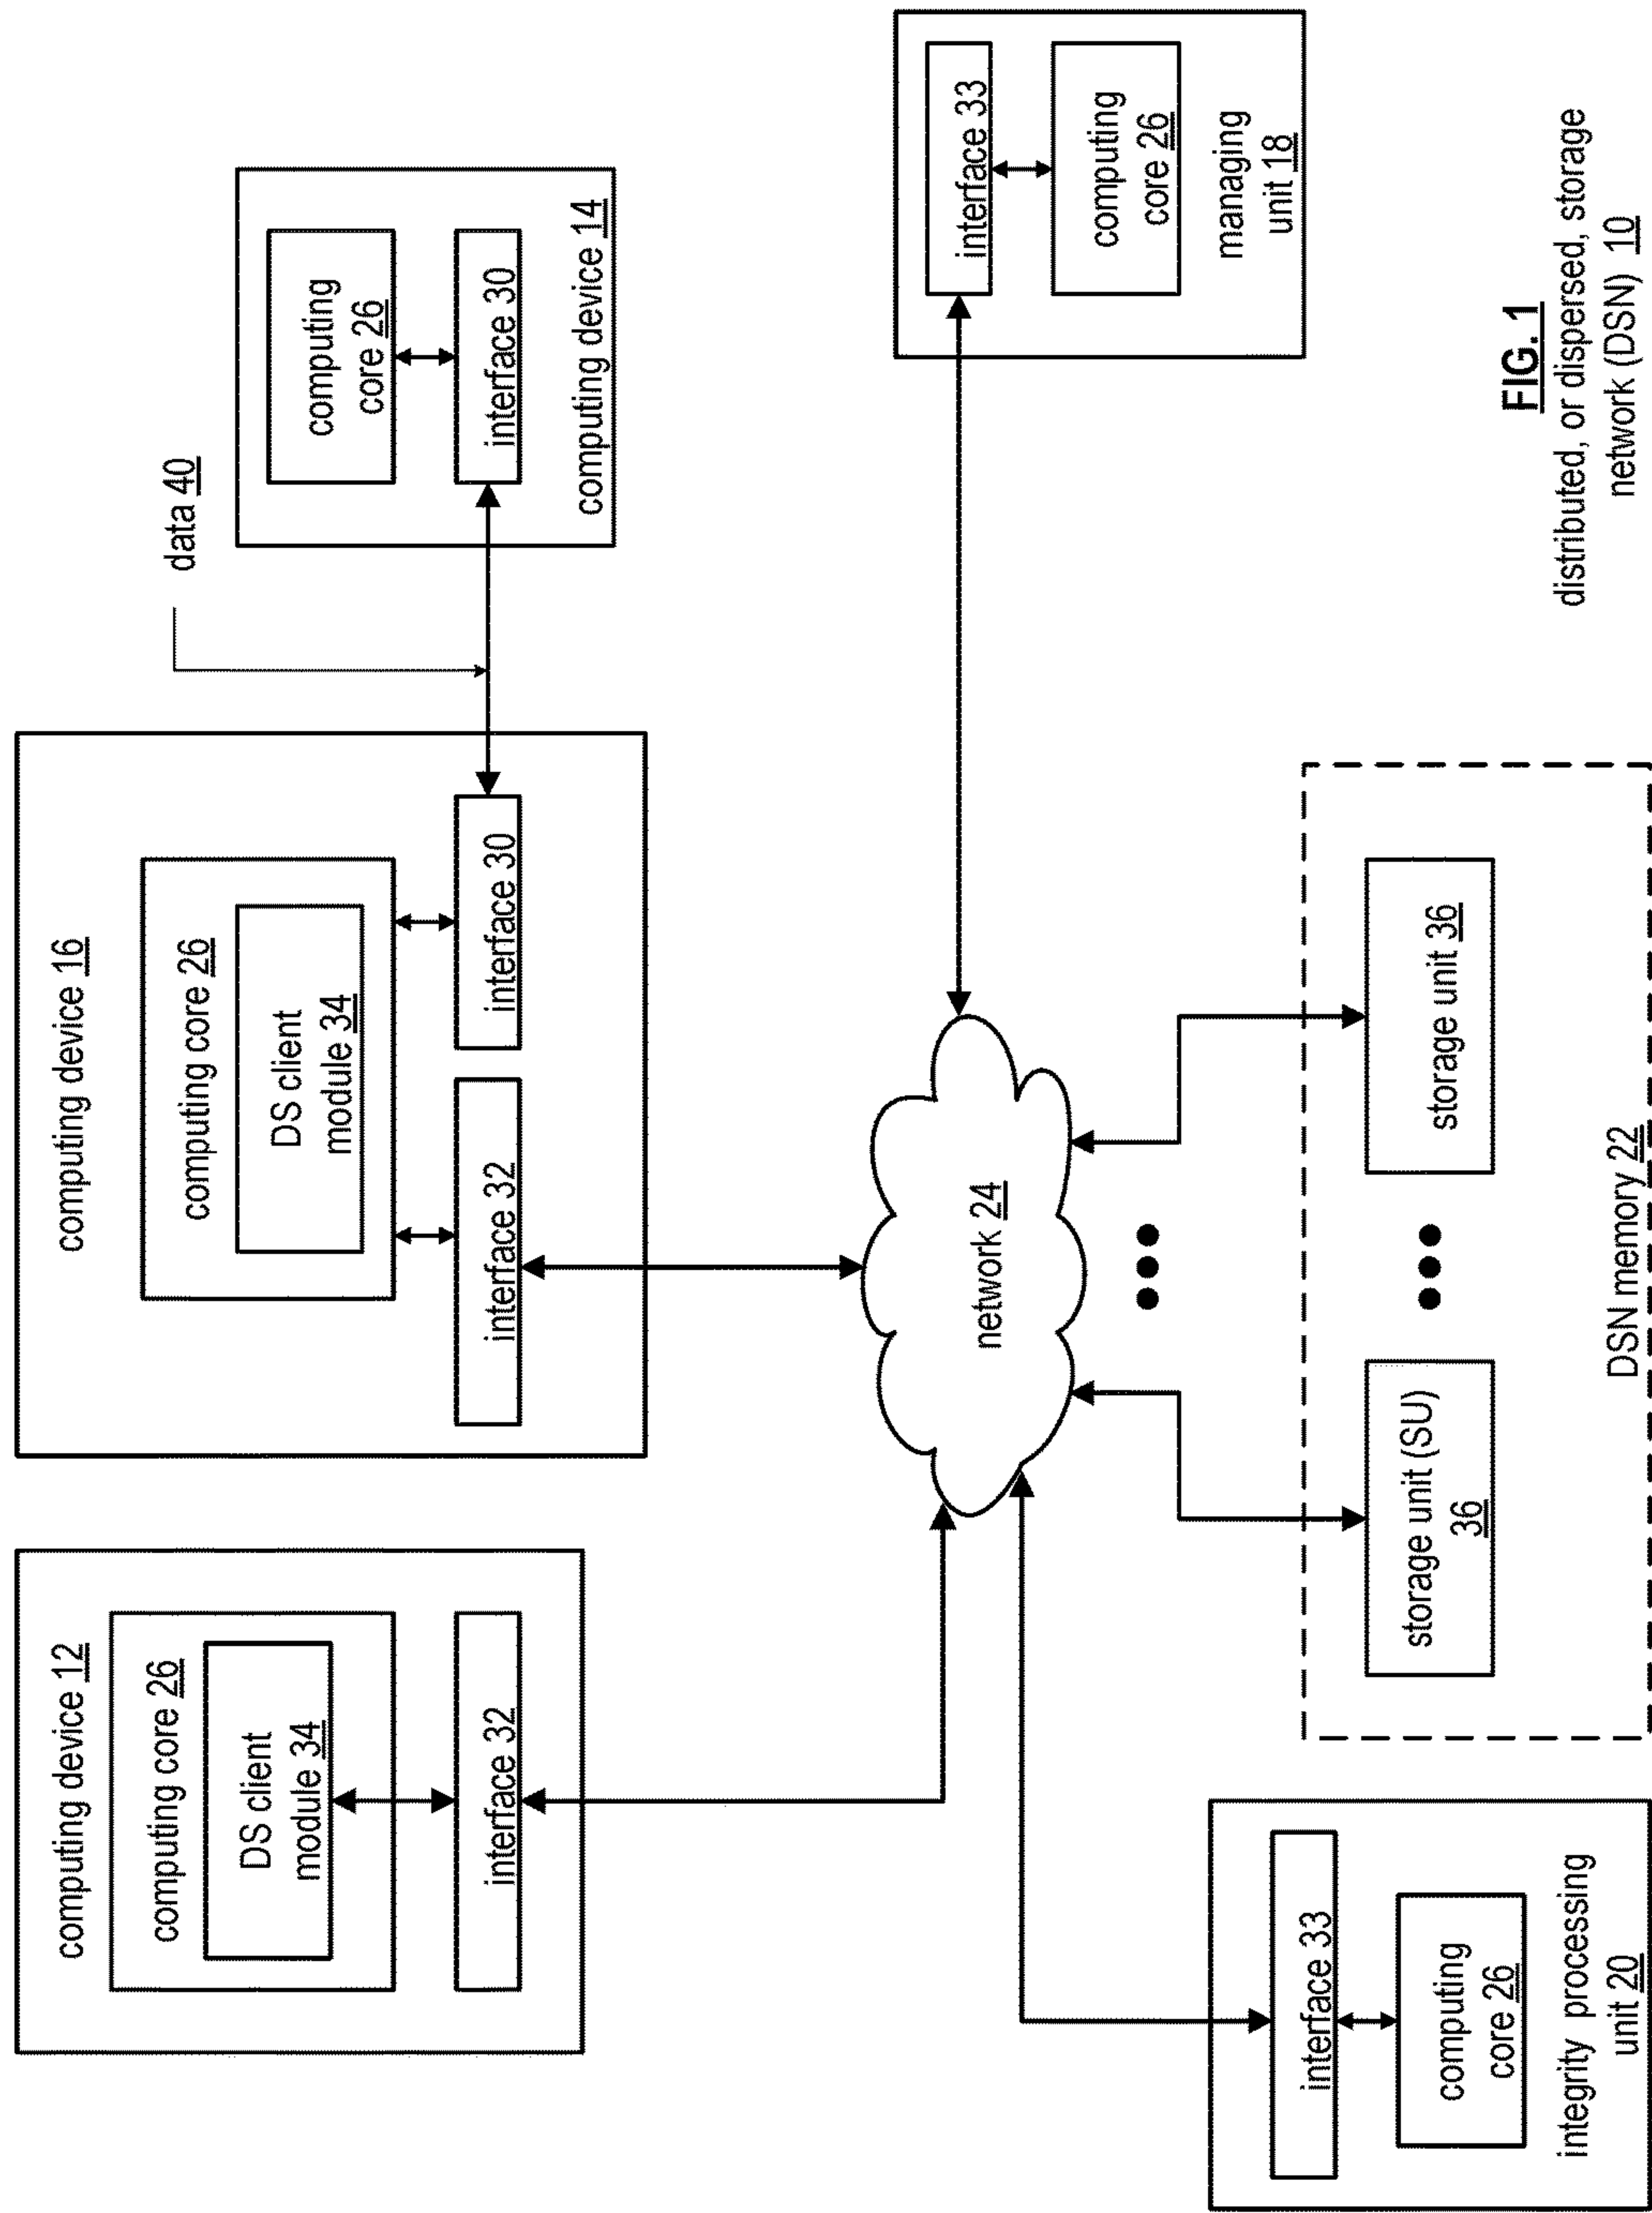 computing device 12
computing core 26
DS client
module 34
interface 32
computing device 16
computing core 26
DS client
module 34
interface 32
interface 30
data 40
computing
core 26
interface 30
computing device 14
network 24
interface 33
computing
core 26
managing
unit 18
interface 33
computing
core 26
integrity processing
unit 20
storage unit (SU)
36
storage unit 36
DSN memory 22
FIG. 1
distributed, or dispersed, storage
network (DSN) 10